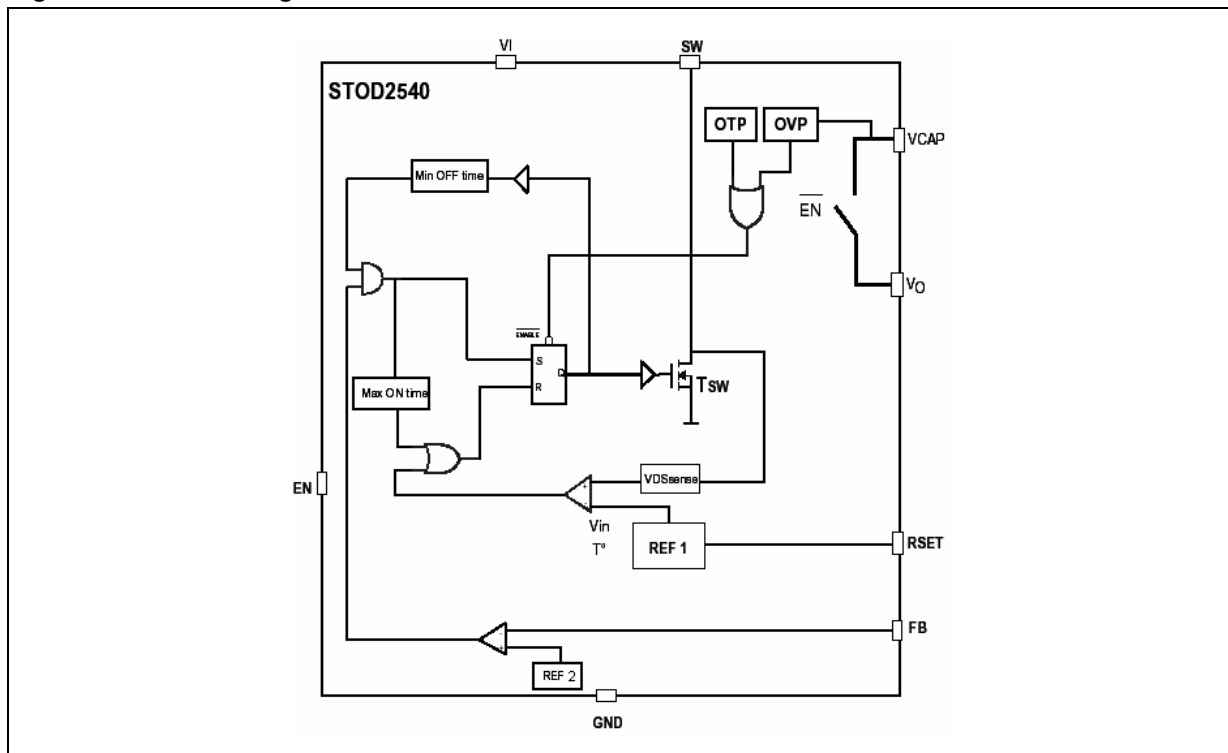 VI
SW
STOD2540
OTP
OVP
VCAP
Min OFF time
EN
VO
ENABLE
S
R
Max ON time
TSW
EN
VDSsense
+
-
Vin
T°
REF 1
RSET
FB
REF 2
GND